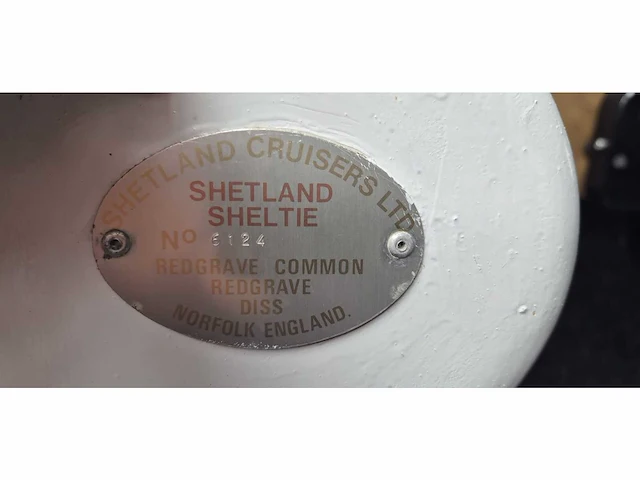 SHETLAND CRUISERS LTD
SHETLAND
SHELTIE
No 6124
REDGRAVE COMMON
REDGRAVE
DISS
NORFOLK ENGLAND.